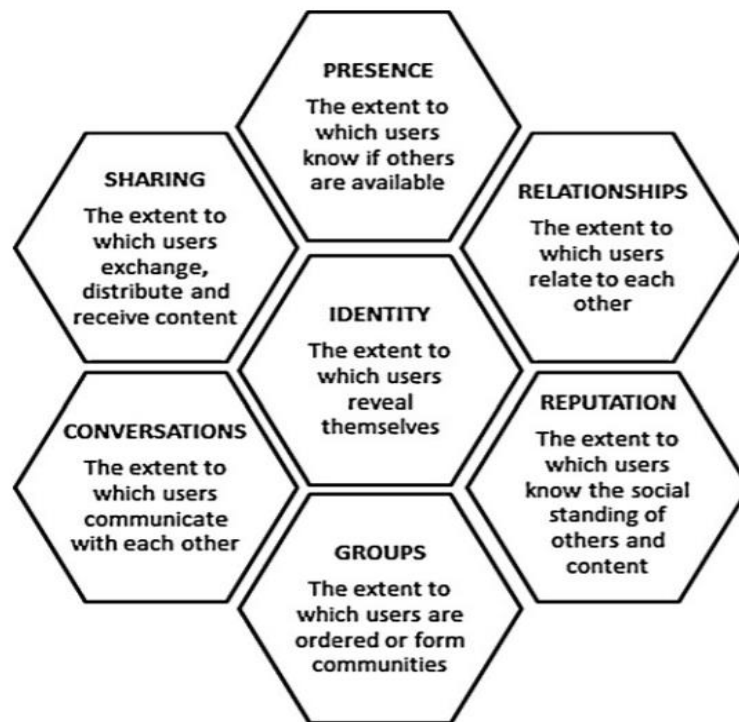 PRESENCE
The extent to
which users
know if others
are available
SHARING
The extent to
which users
exchange,
distribute and
receive content
RELATIONSHIPS
The extent to
which users
relate to each
other
IDENTITY
The extent to
which users
reveal
themselves
CONVERSATIONS
The extent to
which users
communicate
with each other
REPUTATION
The extent to
which users
know the social
standing of
others and
content
GROUPS
The extent to
which users are
ordered or form
communities